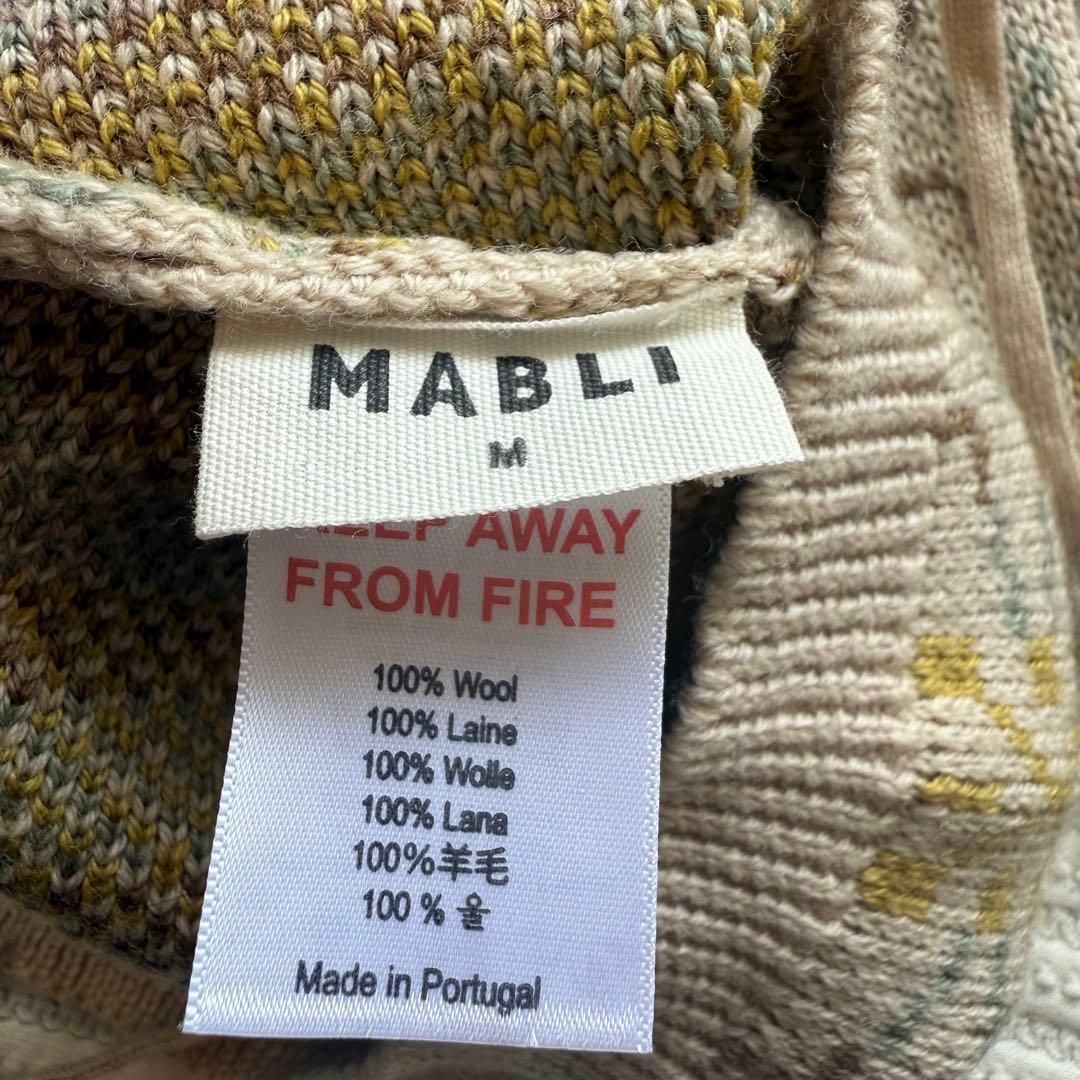 MABLI
M
KEEP AWAY
FROM FIRE
100% Wool
100% Laine
100% Wolle
100% Lana
100%羊毛
100 % 울
Made in Portugal